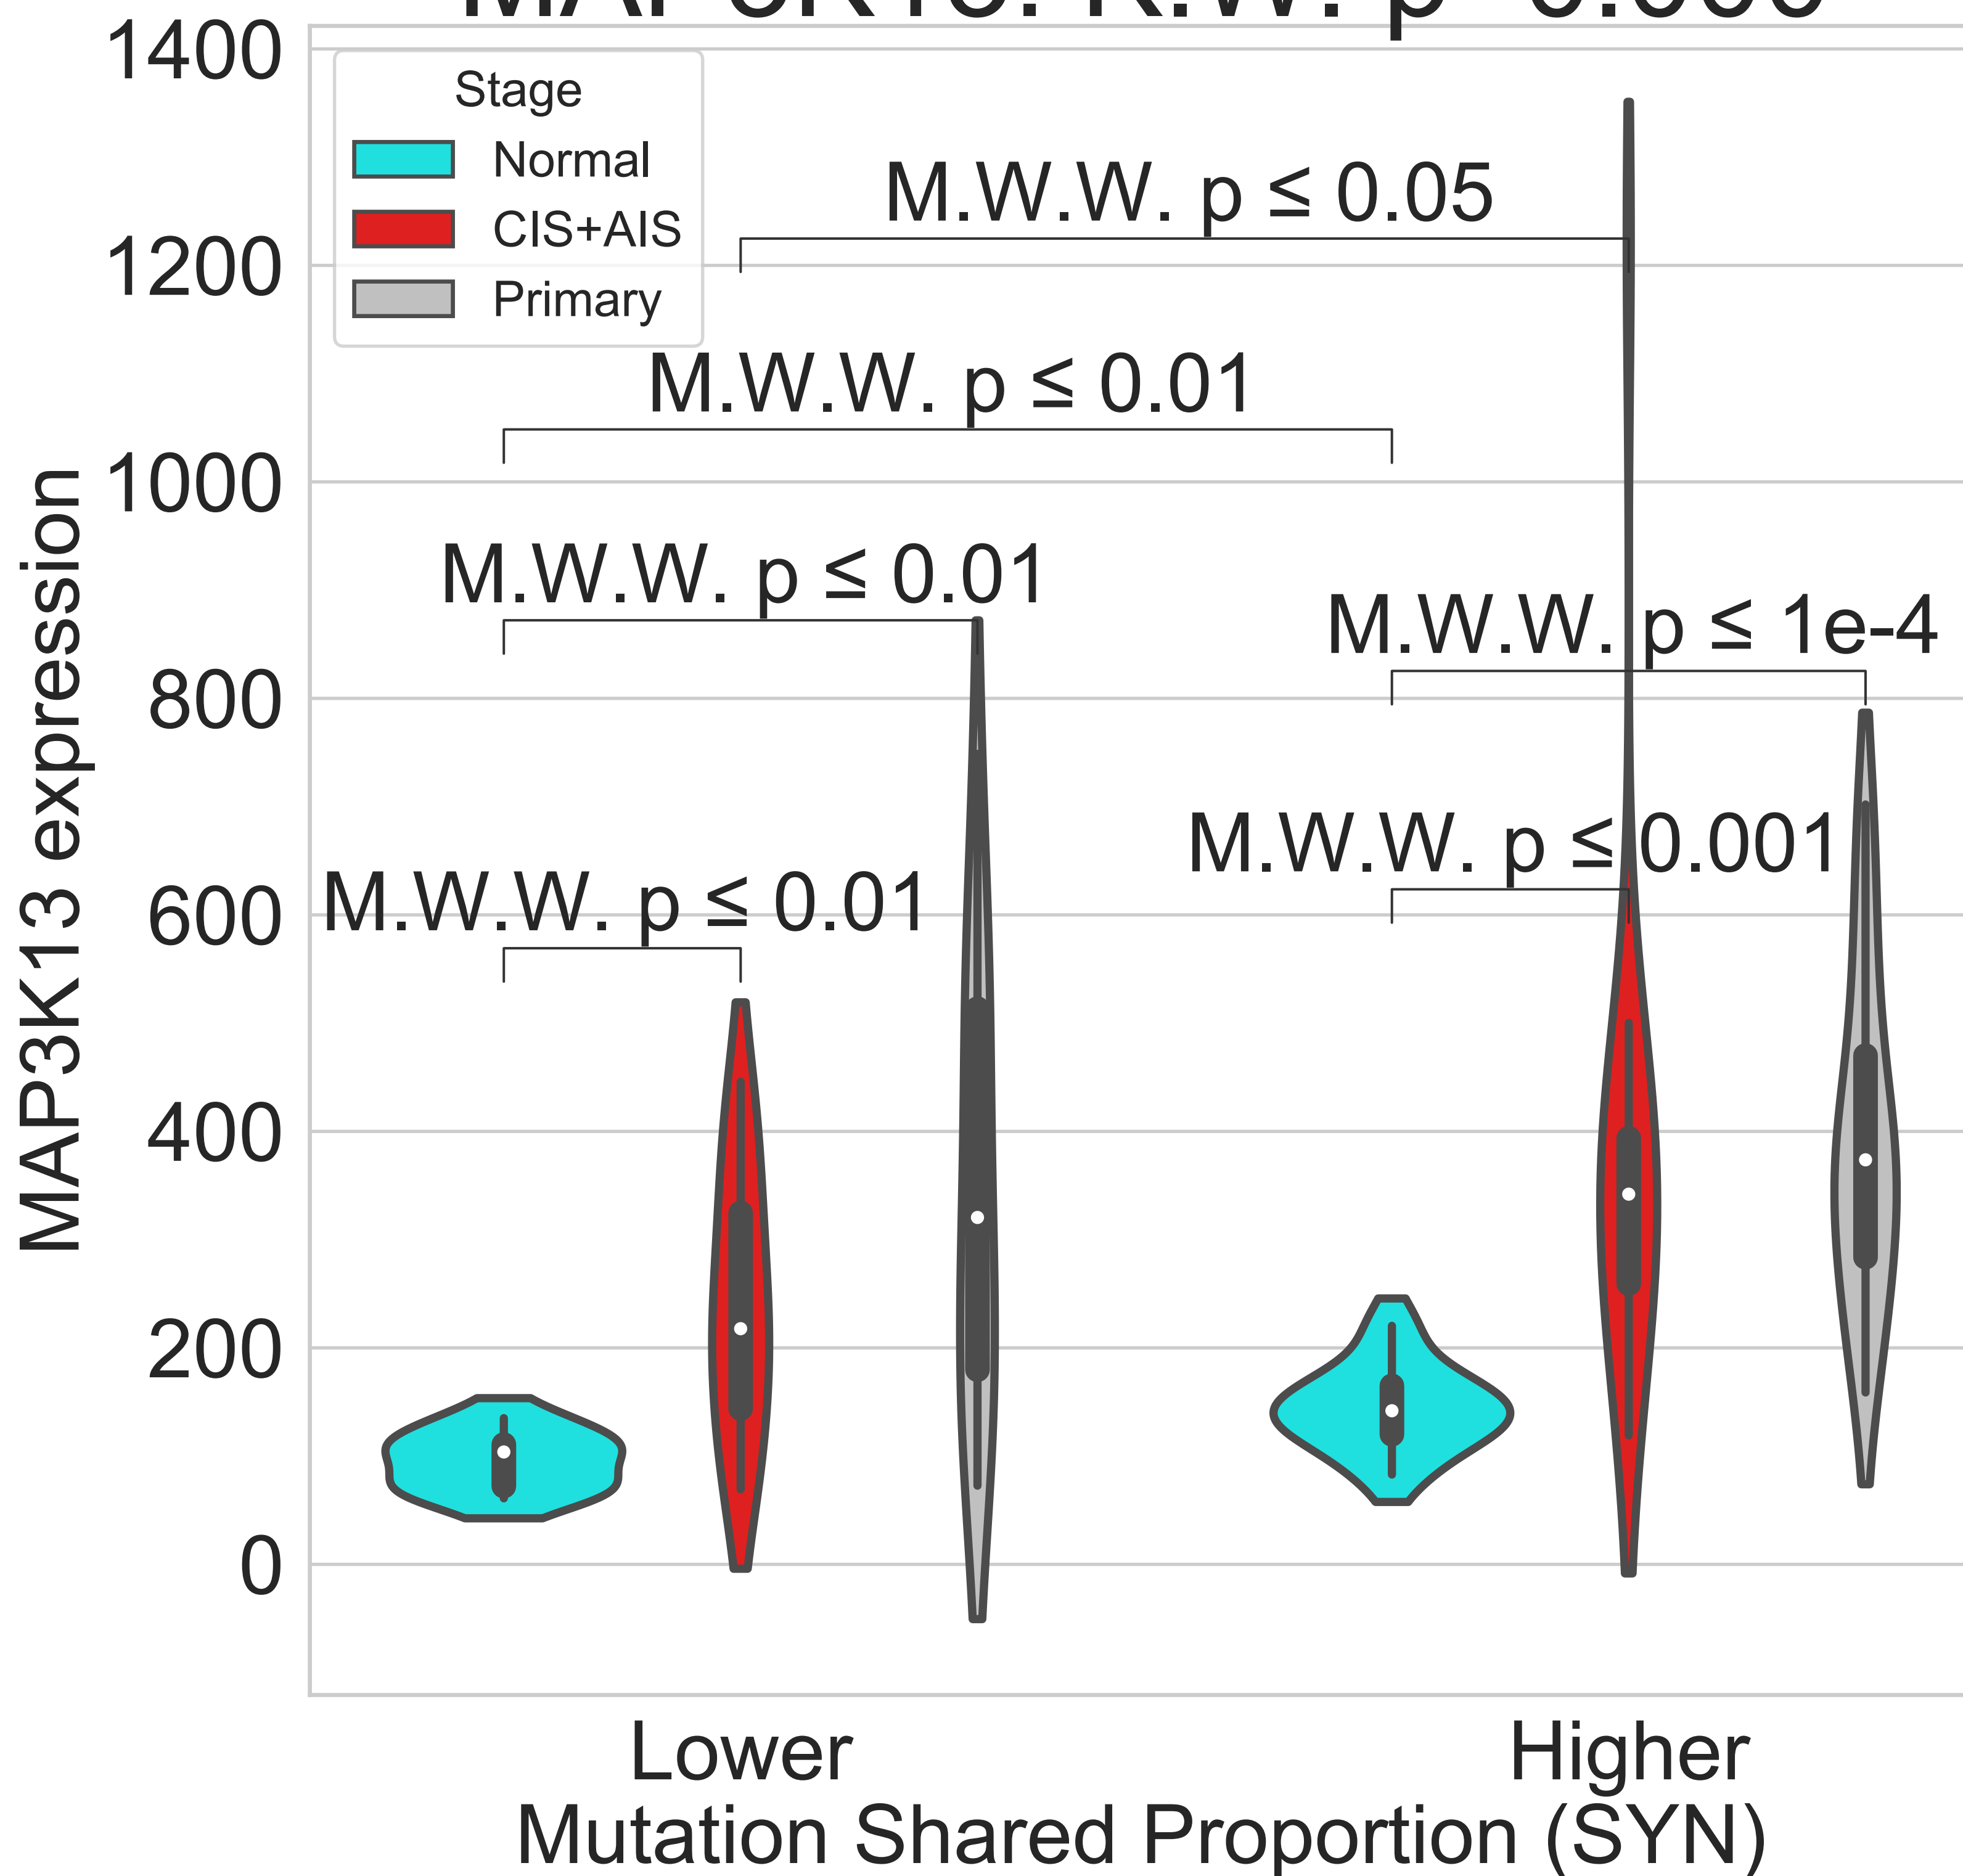 1400
1200
1000
800
600
400
200
0
MAP3K13 expression
Stage
Normal
CIS+AIS
Primary
M.W.W. p ≤ 0.05
M.W.W. p ≤ 0.01
M.W.W. p ≤ 0.01
M.W.W. p ≤ 1e-4
M.W.W. p ≤ 0.001
M.W.W. p ≤ 0.01
Lower
Higher
Mutation Shared Proportion (SYN)